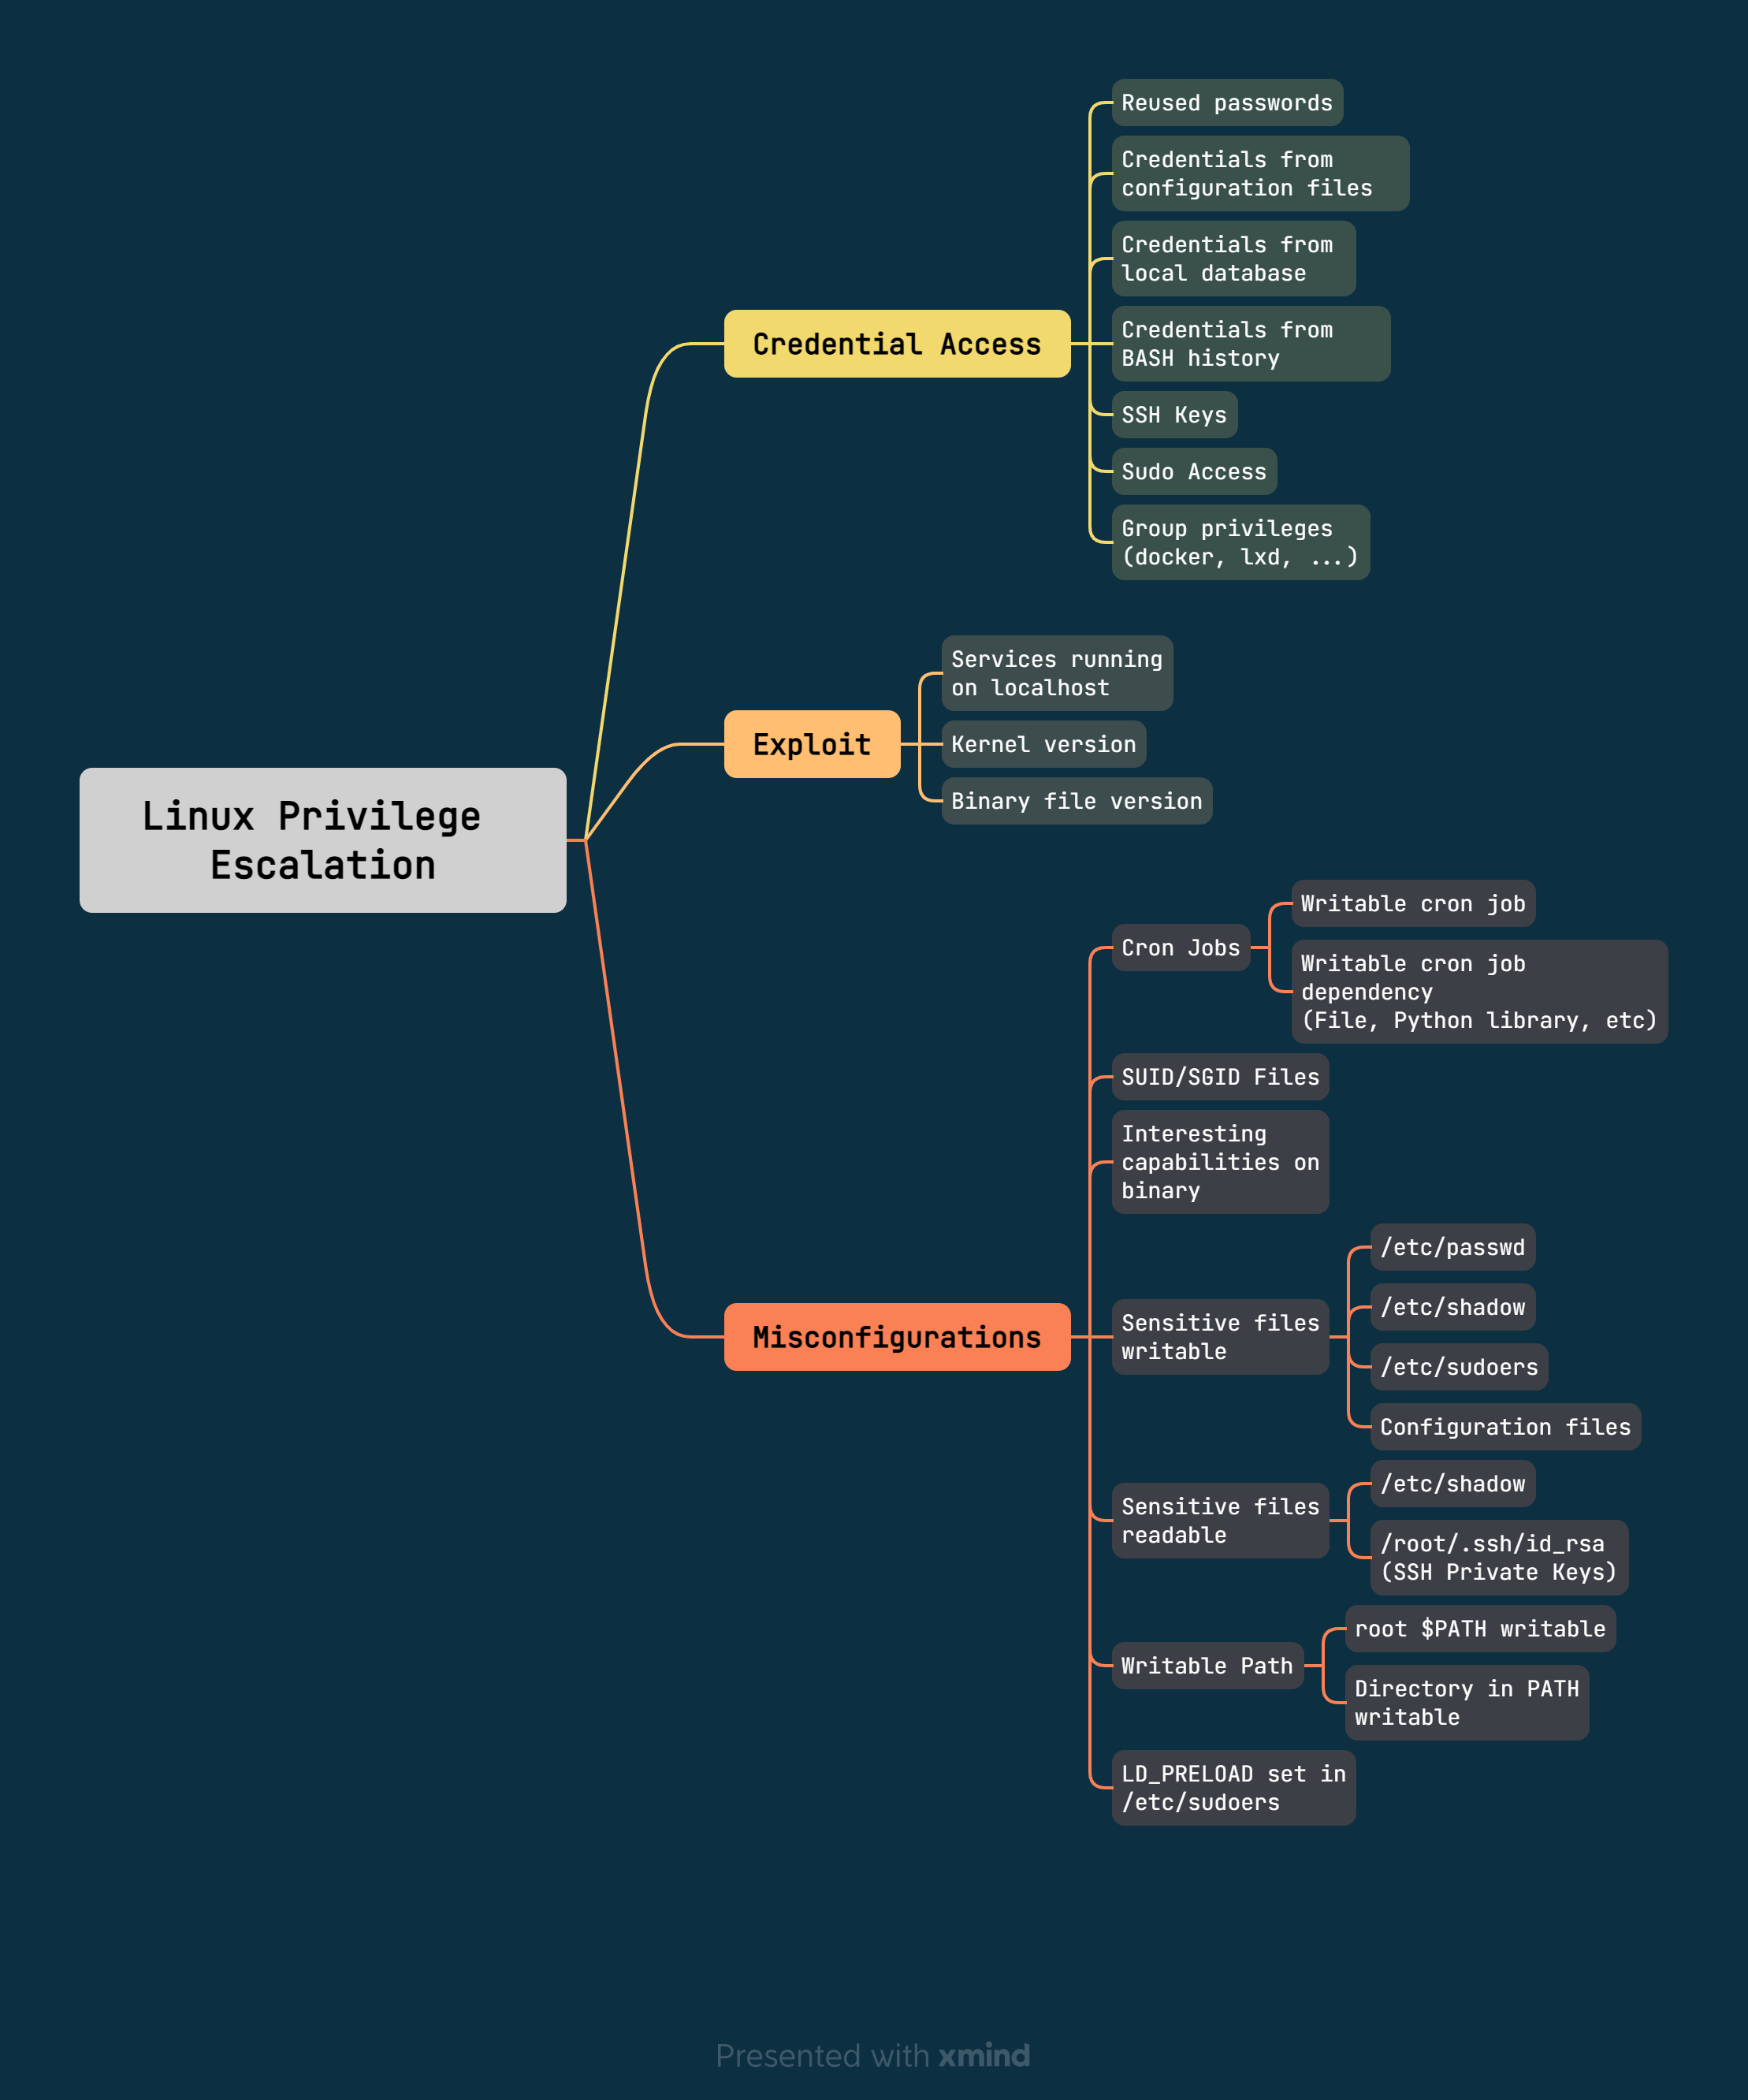 Reused passwords
Credentials from
configuration files
Credentials from
local database
Credential Access
Credentials from
BASH history
SSH Keys
Sudo Access
Group privileges
(docker, lxd, ...)
Services running
on localhost
Exploit
Kernel version
Binary file version
Linux Privilege
Escalation
Cron Jobs
Writable cron job
Writable cron job
dependency
(File, Python library, etc)
SUID/SGID Files
Interesting
capabilities on
binary
Misconfigurations
Sensitive files
writable
/etc/passwd
/etc/shadow
/etc/sudoers
Configuration files
Sensitive files
readable
/etc/shadow
/root/.ssh/id_rsa
(SSH Private Keys)
Writable Path
root $PATH writable
Directory in PATH
writable
LD_PRELOAD set in
/etc/sudoers
Presented with xmind